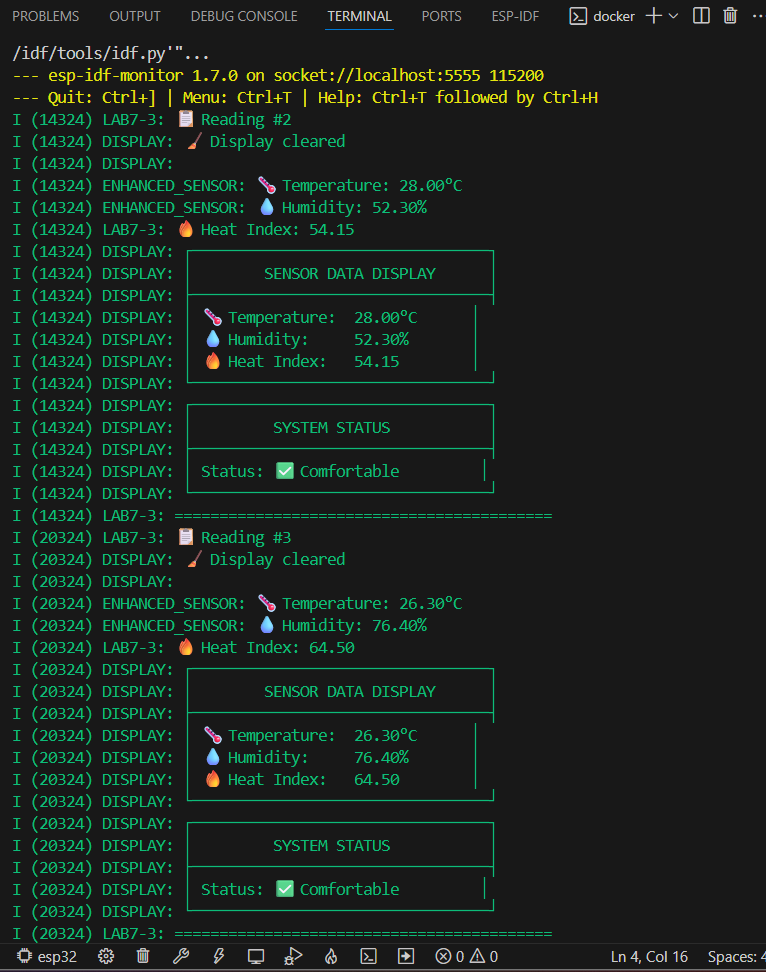 PROBLEMS OUTPUT DEBUG CONSOLE TERMINAL PORTS ESP-IDF docker
/idf/tools/idf.py'"...
--- esp-idf-monitor 1.7.0 on socket://localhost:5555 115200
--- Quit: Ctrl+] | Menu: Ctrl+T | Help: Ctrl+T followed by Ctrl+H
I (14324) LAB7-3: 📋 Reading #2
I (14324) DISPLAY: 🧹 Display cleared
I (14324) DISPLAY:
I (14324) ENHANCED_SENSOR: 🌡️ Temperature: 28.00°C
I (14324) ENHANCED_SENSOR: 💧 Humidity: 52.30%
I (14324) LAB7-3: 🔥 Heat Index: 54.15
I (14324) DISPLAY:
I (14324) DISPLAY: SENSOR DATA DISPLAY
I (14324) DISPLAY:
I (14324) DISPLAY: 🌡️ Temperature: 28.00°C
I (14324) DISPLAY: 💧 Humidity: 52.30%
I (14324) DISPLAY: 🔥 Heat Index: 54.15
I (14324) DISPLAY:
I (14324) DISPLAY:
I (14324) DISPLAY: SYSTEM STATUS
I (14324) DISPLAY:
I (14324) DISPLAY: Status: ✅ Comfortable
I (14324) DISPLAY:
I (14324) LAB7-3: ==========================================
I (20324) LAB7-3: 📋 Reading #3
I (20324) DISPLAY: 🧹 Display cleared
I (20324) DISPLAY:
I (20324) ENHANCED_SENSOR: 🌡️ Temperature: 26.30°C
I (20324) ENHANCED_SENSOR: 💧 Humidity: 76.40%
I (20324) LAB7-3: 🔥 Heat Index: 64.50
I (20324) DISPLAY:
I (20324) DISPLAY: SENSOR DATA DISPLAY
I (20324) DISPLAY:
I (20324) DISPLAY: 🌡️ Temperature: 26.30°C
I (20324) DISPLAY: 💧 Humidity: 76.40%
I (20324) DISPLAY: 🔥 Heat Index: 64.50
I (20324) DISPLAY:
I (20324) DISPLAY:
I (20324) DISPLAY: SYSTEM STATUS
I (20324) DISPLAY:
I (20324) DISPLAY: Status: ✅ Comfortable
I (20324) DISPLAY:
I (20324) LAB7-3: ==========================================
esp32 0 0 Ln 4, Col 16 Spaces: 4